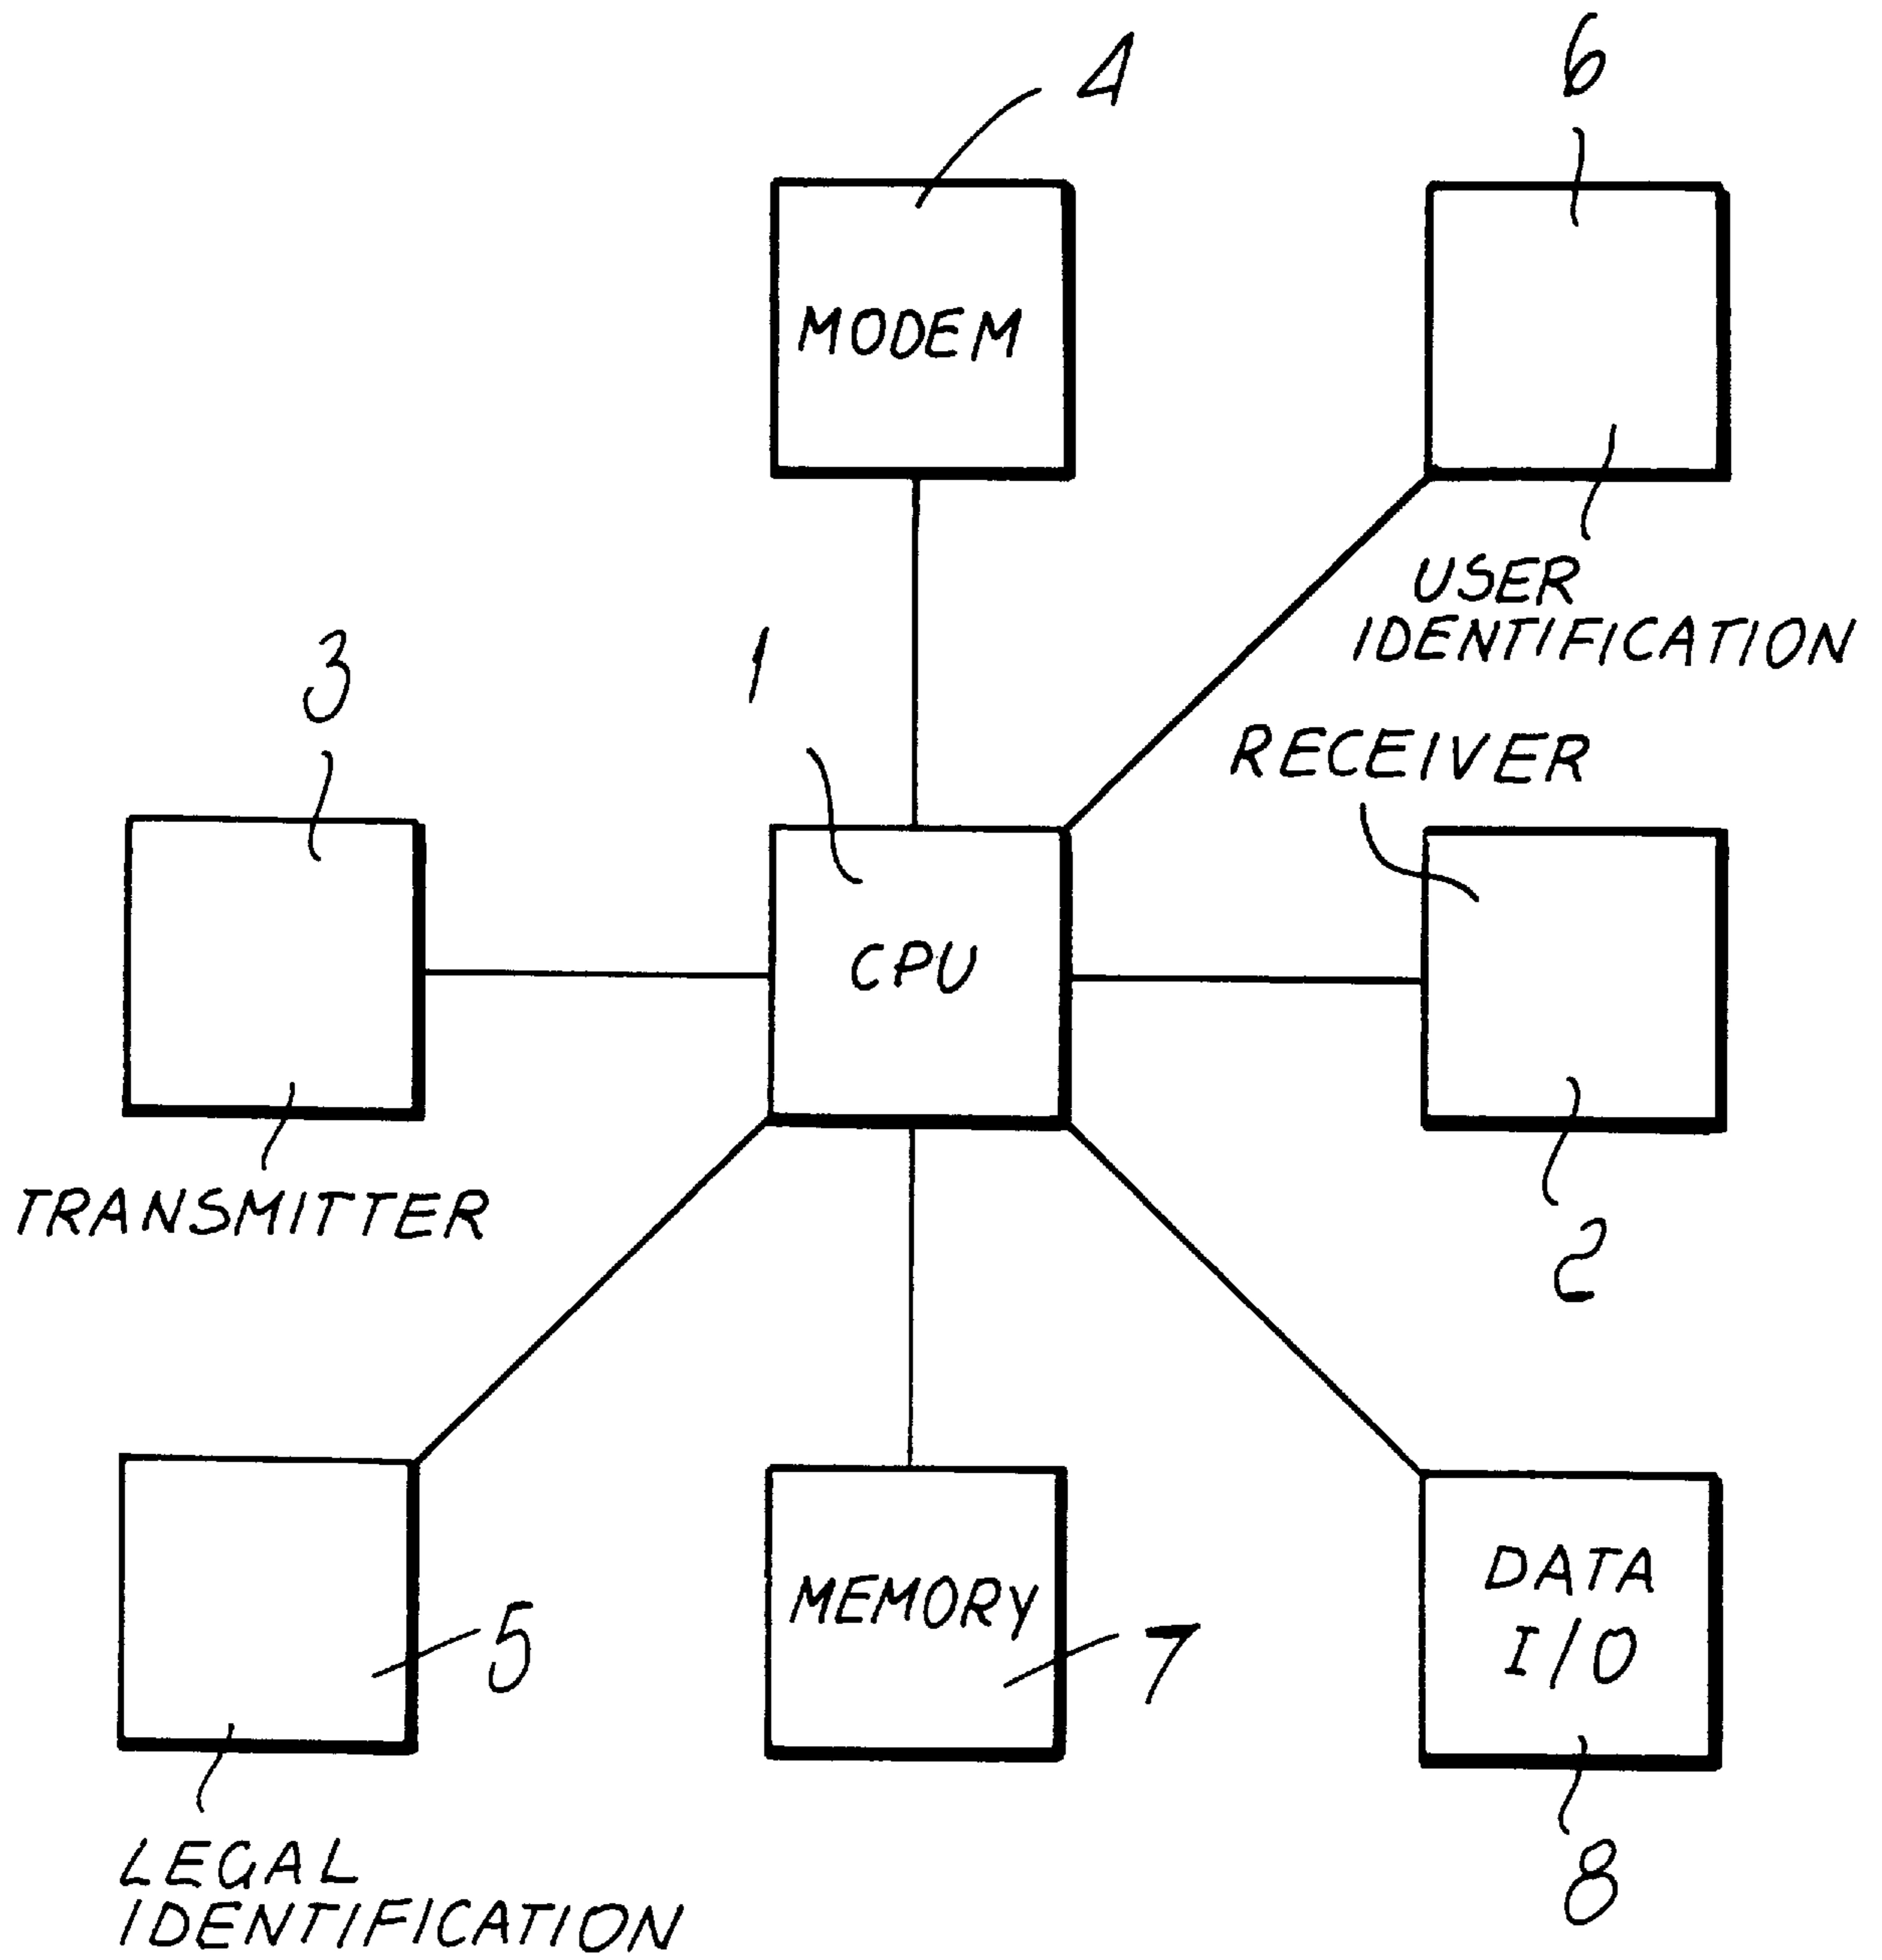 4
6
MODEM
USER
IDENTIFICATION
3
1
RECEIVER
CPU
TRANSMITTER
2
5
MEMORY
7
DATA
I/O
LEGAL
IDENTIFICATION
8